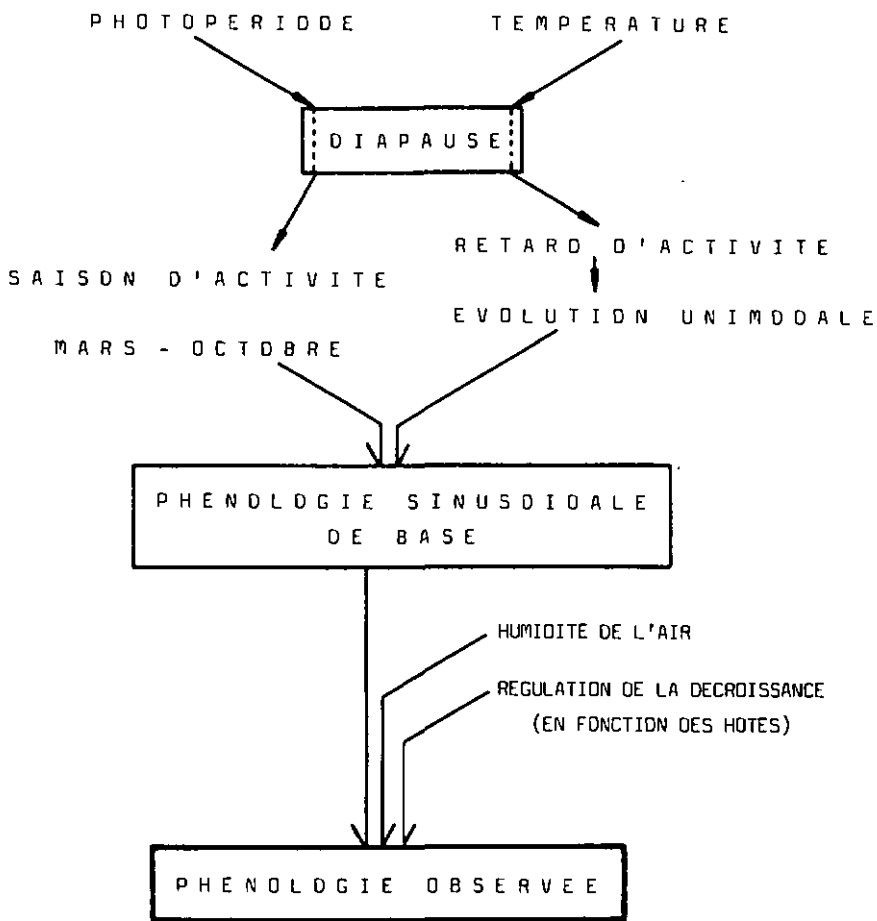 PHOTOPERIODE
TEMPERATURE
DIAPAUSE
RETARD D'ACTIVITE
SAISON D'ACTIVITE
EVOLUTION UNIMODALE
MARS - OCTOBRE
PHENOLOGIE SINUSOIDALE
DE BASE
HUMIDITE DE L'AIR
REGULATION DE LA DECROISSANCE
(EN FONCTION DES HOTES)
PHENOLOGIE OBSERVEE